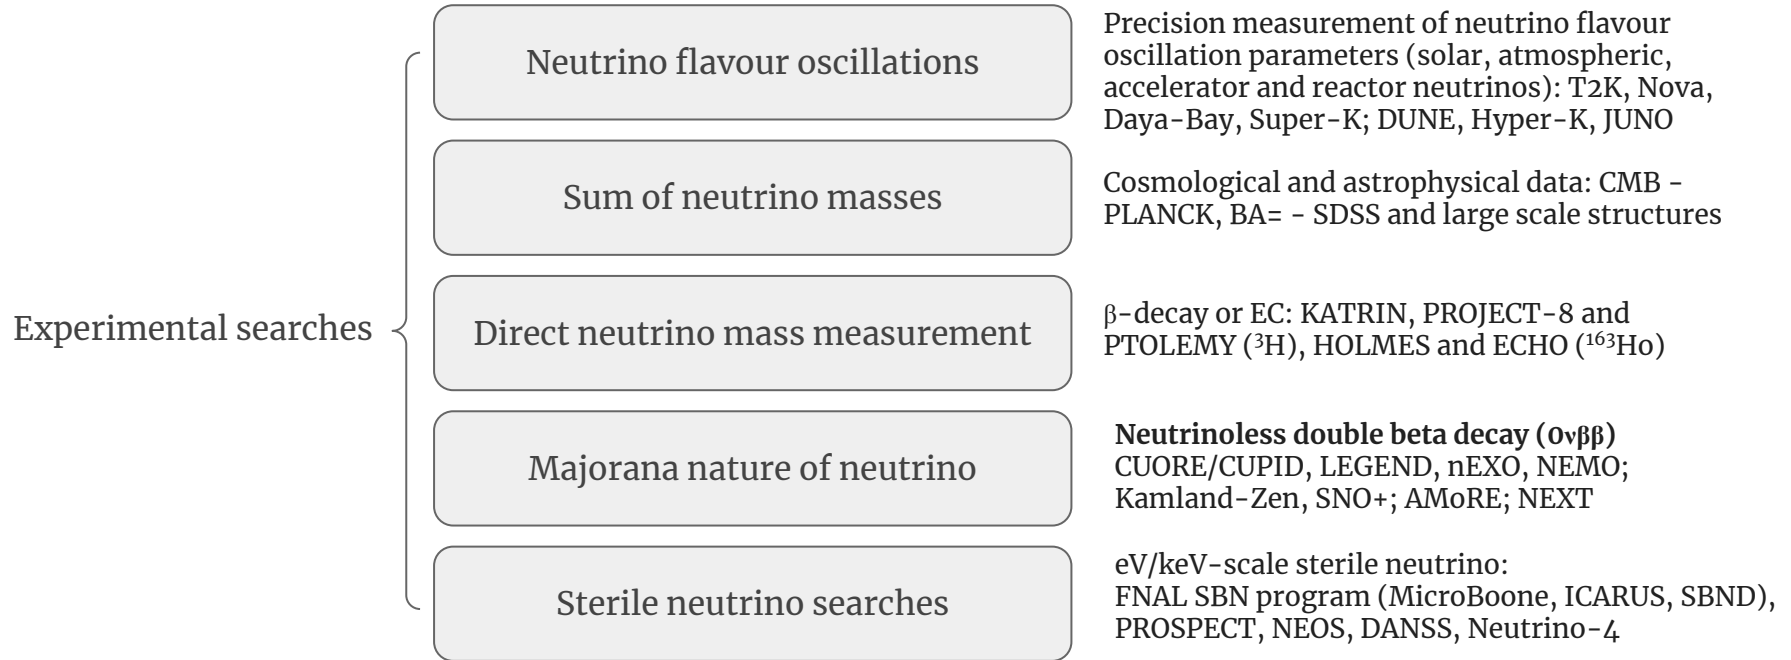 Experimental searches
Neutrino flavour oscillations
Precision measurement of neutrino flavour
oscillation parameters (solar, atmospheric,
accelerator and reactor neutrinos): T2K, Nova,
Daya-Bay, Super-K; DUNE, Hyper-K, JUNO
Sum of neutrino masses
Cosmological and astrophysical data: CMB -
PLANCK, BA= - SDSS and large scale structures
Direct neutrino mass measurement
β-decay or EC: KATRIN, PROJECT-8 and
PTOLEMY (³H), HOLMES and ECHO (¹⁶³Ho)
Majorana nature of neutrino
Neutrinoless double beta decay (0νββ)
CUORE/CUPID, LEGEND, nEXO, NEMO;
Kamland-Zen, SNO+; AMoRE; NEXT
Sterile neutrino searches
eV/keV-scale sterile neutrino:
FNAL SBN program (MicroBoone, ICARUS, SBND),
PROSPECT, NEOS, DANSS, Neutrino-4